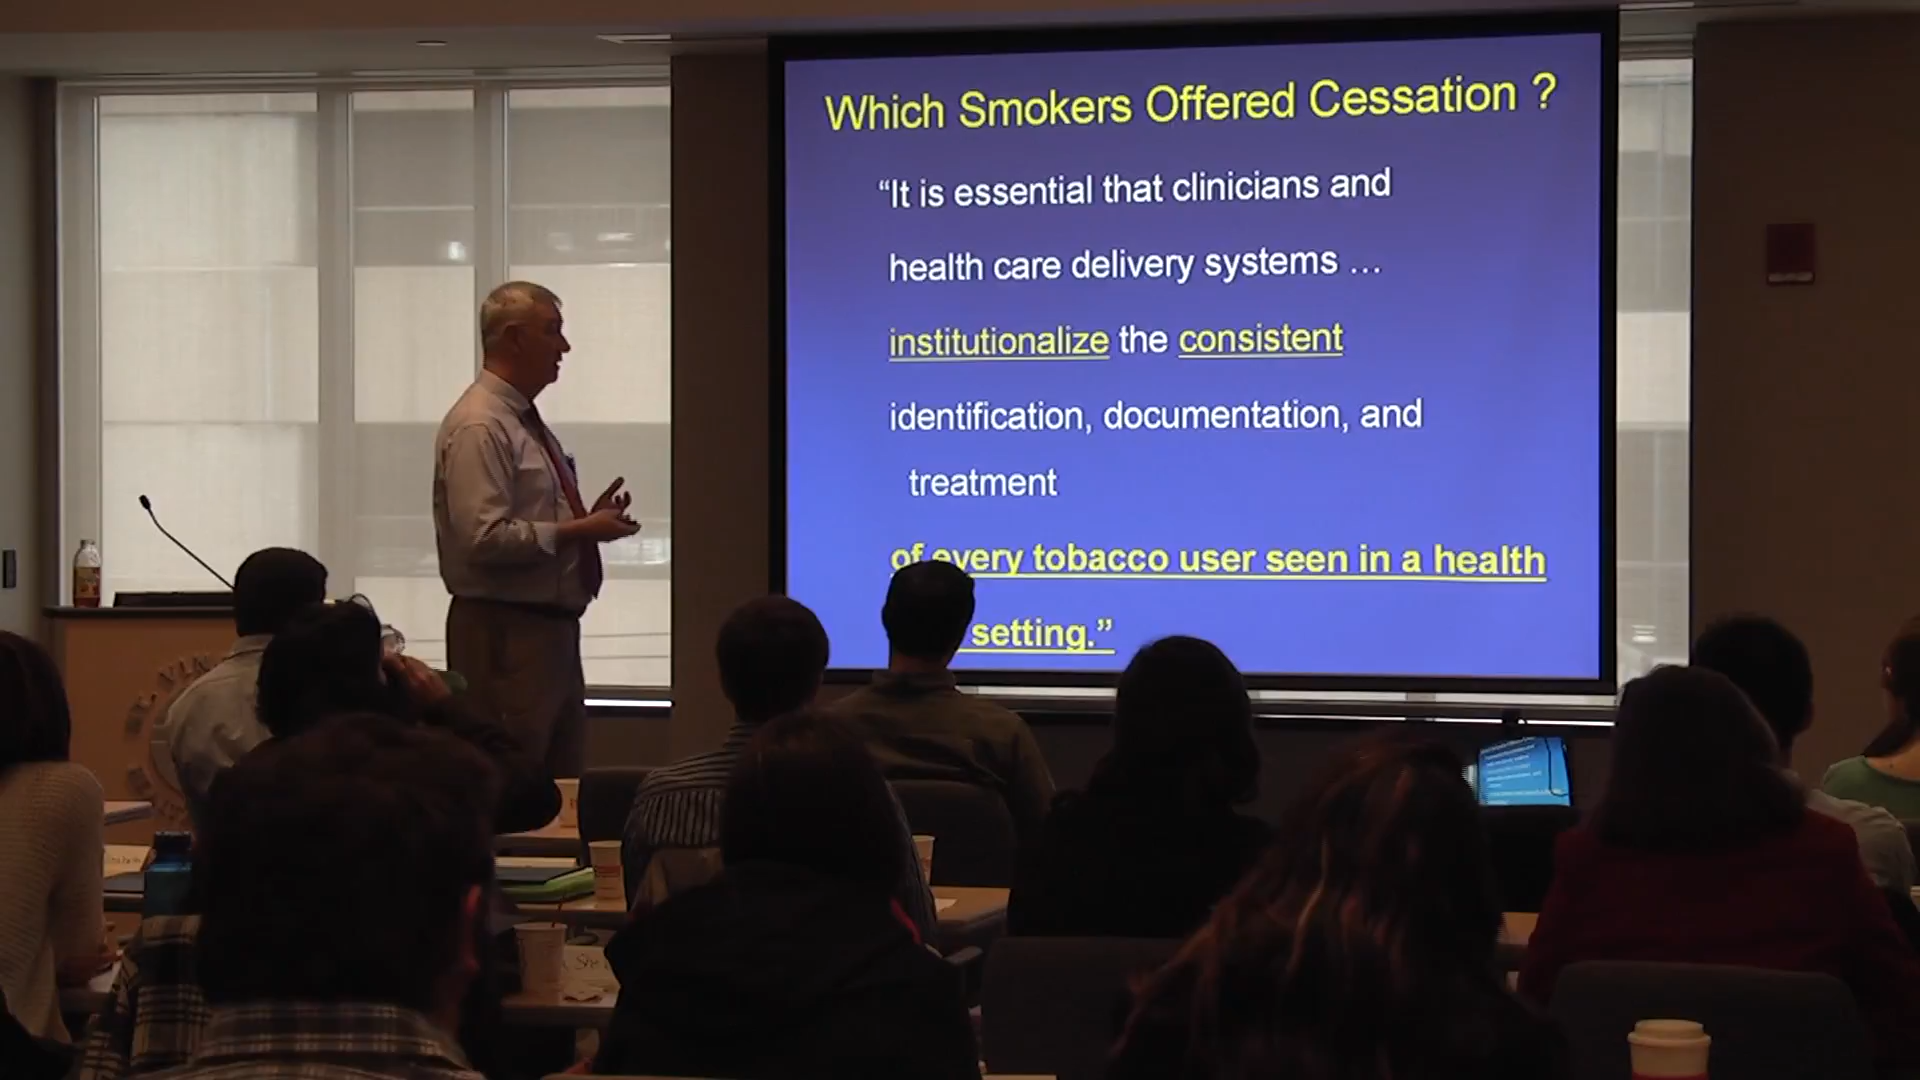 Which Smokers Offered Cessation ?
“It is essential that clinicians and
health care delivery systems …
institutionalize the consistent
identification, documentation, and
treatment
of every tobacco user seen in a health
setting.”